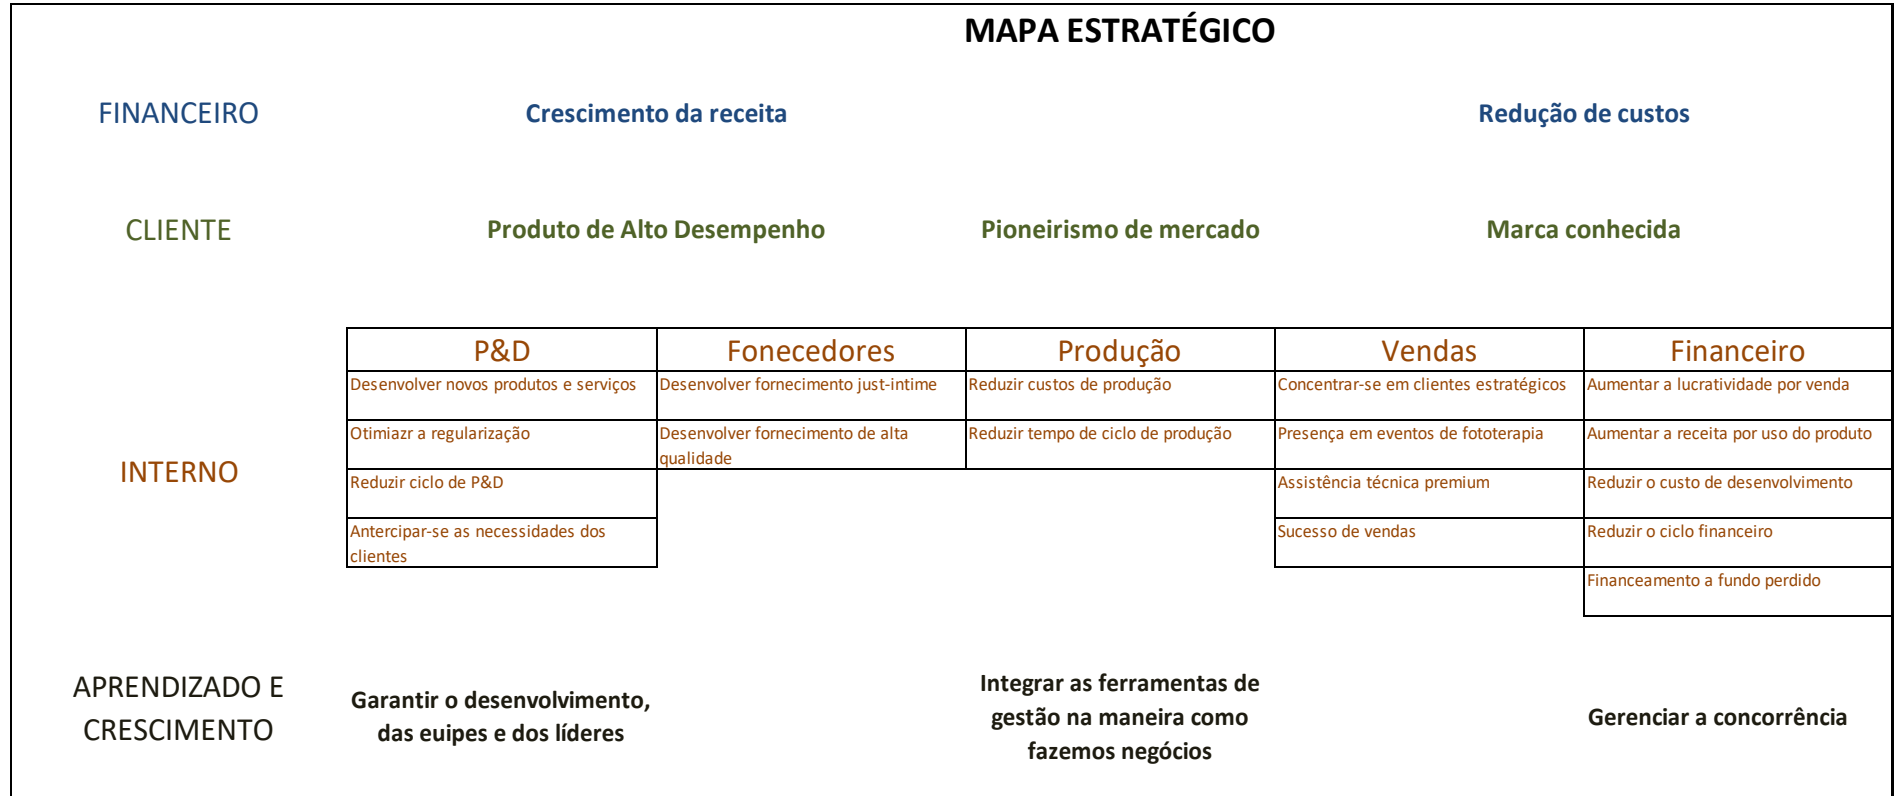 MAPA ESTRATÉGICO
FINANCEIRO
Crescimento da receita
Redução de custos
CLIENTE
Produto de Alto Desempenho
Pioneirismo de mercado
Marca conhecida
INTERNO
P&D
Fonecedores
Produção
Vendas
Financeiro
Desenvolver novos produtos e serviços
Desenvolver fornecimento just-intime
Reduzir custos de produção
Concentrar-se em clientes estratégicos
Aumentar a lucratividade por venda
Otimiazr a regularização
Desenvolver fornecimento de alta
qualidade
Reduzir tempo de ciclo de produção
Presença em eventos de fototerapia
Aumentar a receita por uso do produto
Reduzir ciclo de P&D
Assistência técnica premium
Reduzir o custo de desenvolvimento
Antercipar-se as necessidades dos
clientes
Sucesso de vendas
Reduzir o ciclo financeiro
Financeamento a fundo perdido
APRENDIZADO E
CRESCIMENTO
Garantir o desenvolvimento,
das euipes e dos líderes
Integrar as ferramentas de
gestão na maneira como
fazemos negócios
Gerenciar a concorrência